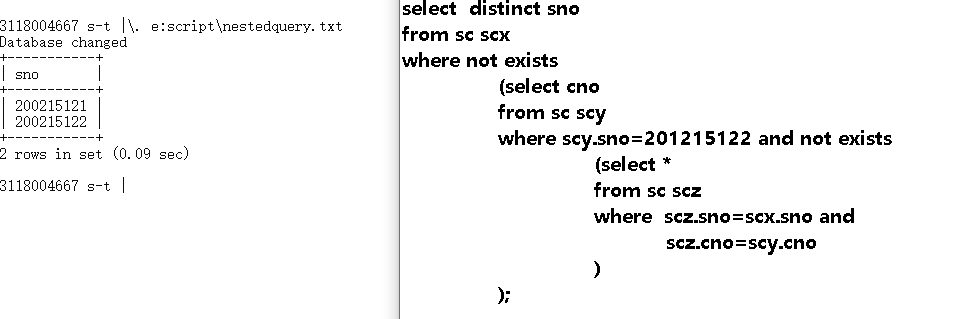 3118004667 s-t |\. e:script\nestedquery.txt
Database changed
+-----------+
| sno       |
+-----------+
| 200215121 |
| 200215122 |
+-----------+
2 rows in set (0.09 sec)
3118004667 s-t |
select  distinct sno
from sc scx
where not exists
(select cno
from sc scy
where scy.sno=201215122 and not exists
(select *
from sc scz
where  scz.sno=scx.sno and
scz.cno=scy.cno
)
);